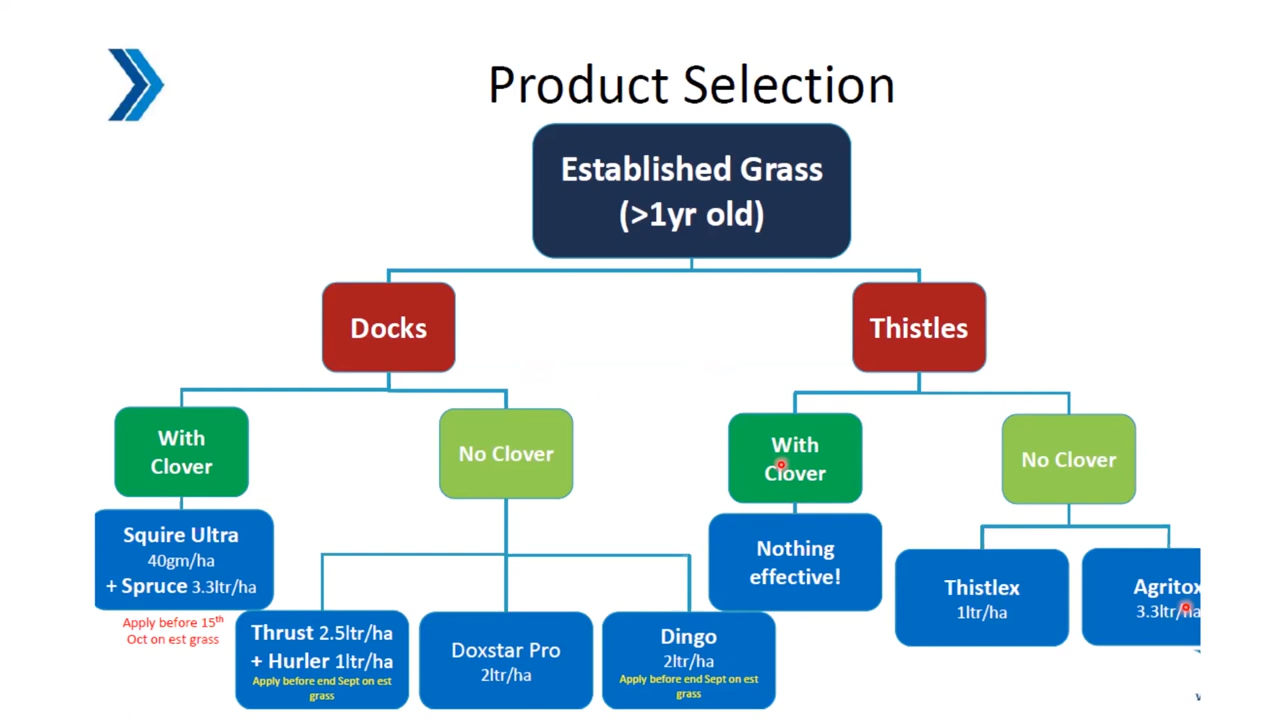 Product Selection
Established Grass
(>1yr old)
Docks
Thistles
With
Clover
No Clover
With
Clover
No Clover
Squire Ultra
40gm/ha
+ Spruce 3.3ltr/ha
Apply before 15th
Oct on est grass
Thrust 2.5ltr/ha
+ Hurler 1ltr/ha
Apply before end Sept on est
grass
Doxstar Pro
2ltr/ha
Dingo
2ltr/ha
Apply before end Sept on est
grass
Nothing
effective!
Thistlex
1ltr/ha
Agritox
3.3ltr/ha